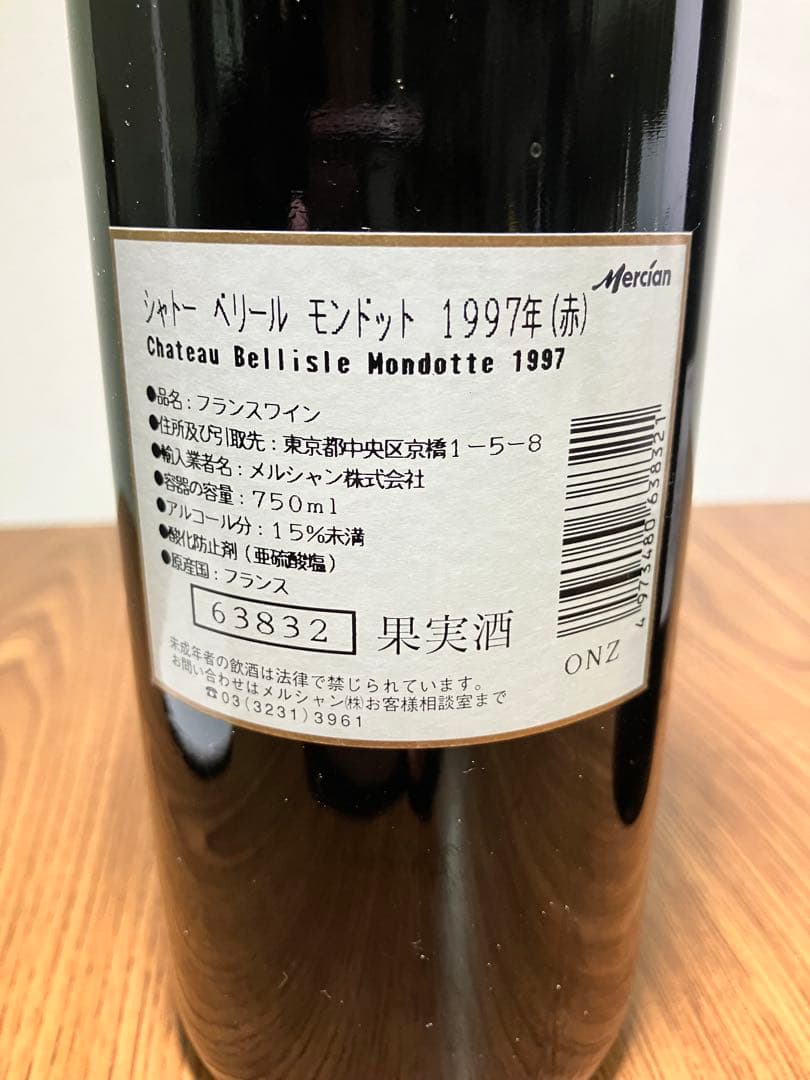 Mercian
シャトー ベリール モンドット 1997年(赤)
Chateau Bellisle Mondotte 1997
●品名:フランスワイン
●住所及び引取先:東京都中央区京橋1-5-8
●輸入業者名:メルシャン株式会社
●容器の容量:750ml
●アルコール分:15%未満
●酸化防止剤(亜硫酸塩)
●原産国:フランス
63832 果実酒
4 973480 638321
ONZ
未成年者の飲酒は法律で禁じられています。
お問い合わせはメルシャン(株)お客様相談室まで
☎03(3231)3961